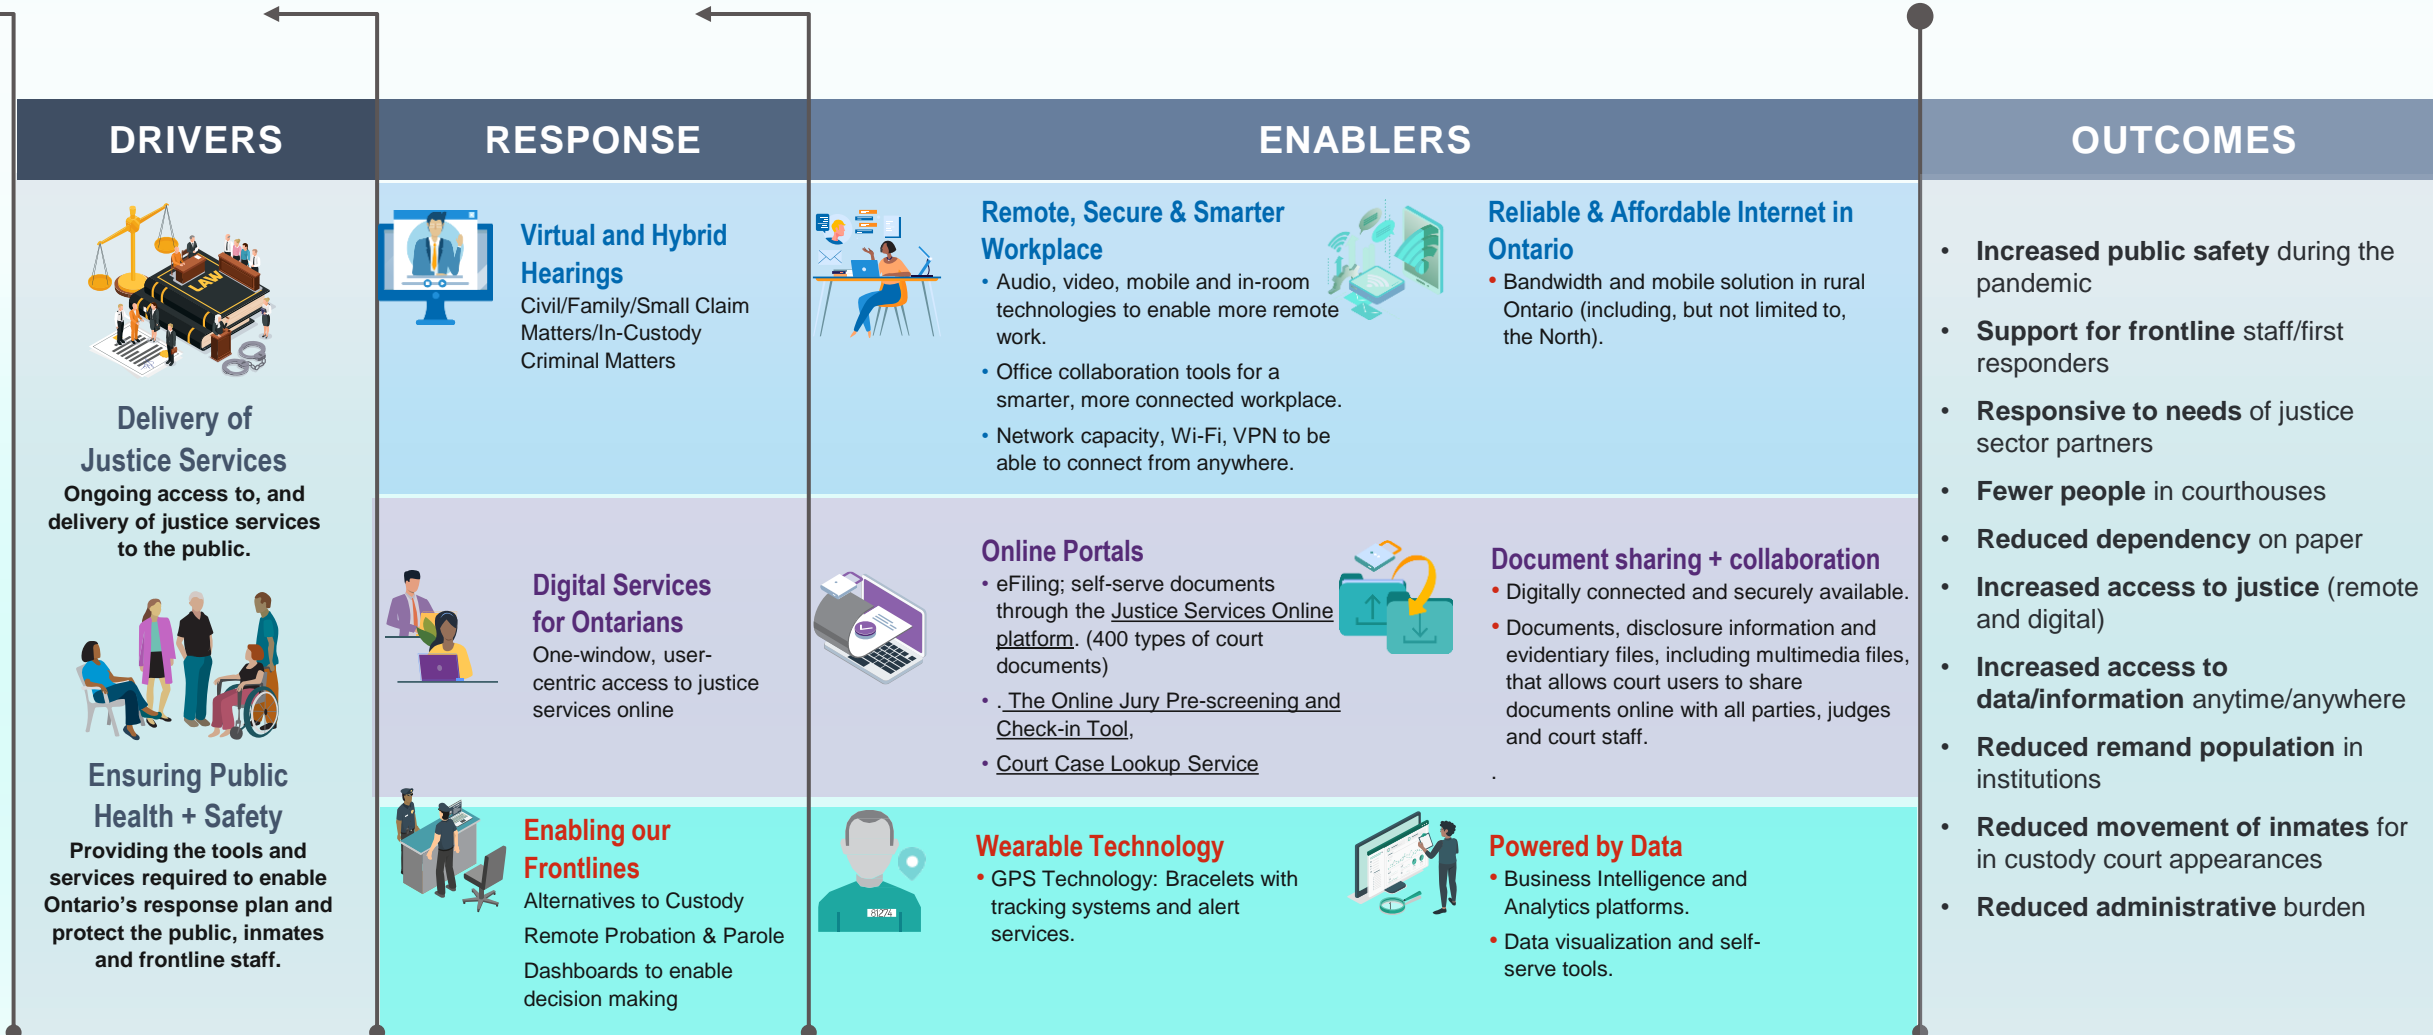 DRIVERS
Delivery of
Justice Services
Ongoing access to, and
delivery of justice services
to the public.
Ensuring Public
Health + Safety
Providing the tools and
services required to enable
Ontario’s response plan and
protect the public, inmates
and frontline staff.
RESPONSE
Virtual and Hybrid
Hearings
Civil/Family/Small Claim
Matters/In-Custody
Criminal Matters
Digital Services
for Ontarians
One-window, user-
centric access to justice
services online
Enabling our
Frontlines
Alternatives to Custody
Remote Probation & Parole
Dashboards to enable
decision making
ENABLERS
Remote, Secure & Smarter
Workplace
• Audio, video, mobile and in-room
technologies to enable more remote
work.
• Office collaboration tools for a
smarter, more connected workplace.
• Network capacity, Wi-Fi, VPN to be
able to connect from anywhere.
Reliable & Affordable Internet in
Ontario
• Bandwidth and mobile solution in rural
Ontario (including, but not limited to,
the North).
Online Portals
• eFiling; self-serve documents
through the Justice Services Online
platform. (400 types of court
documents)
• . The Online Jury Pre-screening and
Check-in Tool,
• Court Case Lookup Service
Document sharing + collaboration
• Digitally connected and securely available.
• Documents, disclosure information and
evidentiary files, including multimedia files,
that allows court users to share
documents online with all parties, judges
and court staff.
.
Wearable Technology
• GPS Technology: Bracelets with
tracking systems and alert
services.
Powered by Data
• Business Intelligence and
Analytics platforms.
• Data visualization and self-
serve tools.
OUTCOMES
• Increased public safety during the
pandemic
• Support for frontline staff/first
responders
• Responsive to needs of justice
sector partners
• Fewer people in courthouses
• Reduced dependency on paper
• Increased access to justice (remote
and digital)
• Increased access to
data/information anytime/anywhere
• Reduced remand population in
institutions
• Reduced movement of inmates for
in custody court appearances
• Reduced administrative burden
LAW
81274